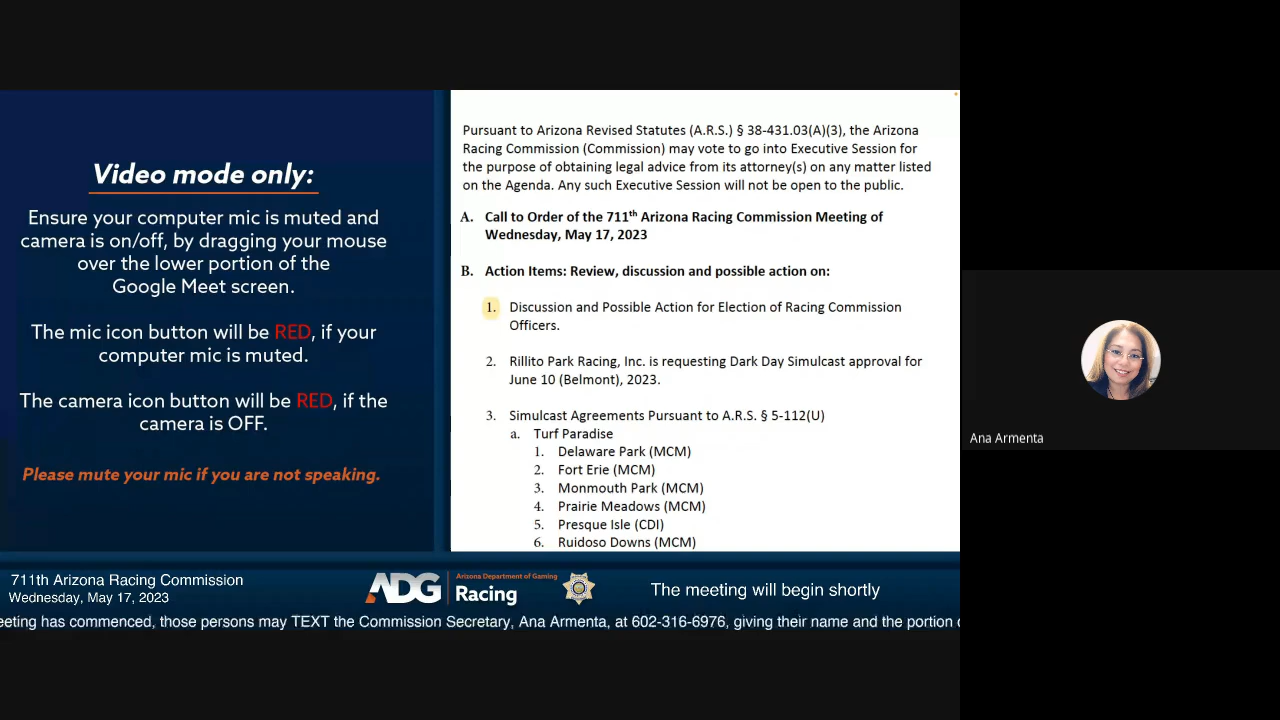 Video mode only:
Ensure your computer mic is muted and
camera is on/off, by dragging your mouse
over the lower portion of the
Google Meet screen.
The mic icon button will be RED, if your
computer mic is muted.
The camera icon button will be RED, if the
camera is OFF.
Please mute your mic if you are not speaking.
Pursuant to Arizona Revised Statutes (A.R.S.) § 38-431.03(A)(3), the Arizona
Racing Commission (Commission) may vote to go into Executive Session for
the purpose of obtaining legal advice from its attorney(s) on any matter listed
on the Agenda. Any such Executive Session will not be open to the public.
A. Call to Order of the 711th Arizona Racing Commission Meeting of
Wednesday, May 17, 2023
B. Action Items: Review, discussion and possible action on:
1. Discussion and Possible Action for Election of Racing Commission
Officers.
2. Rillito Park Racing, Inc. is requesting Dark Day Simulcast approval for
June 10 (Belmont), 2023.
3. Simulcast Agreements Pursuant to A.R.S. § 5-112(U)
a. Turf Paradise
1. Delaware Park (MCM)
2. Fort Erie (MCM)
3. Monmouth Park (MCM)
4. Prairie Meadows (MCM)
5. Presque Isle (CDI)
6. Ruidoso Downs (MCM)
Ana Armenta
711th Arizona Racing Commission
Wednesday, May 17, 2023
ADG
Arizona Department of Gaming
Racing
The meeting will begin shortly
eeting has commenced, those persons may TEXT the Commission Secretary, Ana Armenta, at 602-316-6976, giving their name and the portion